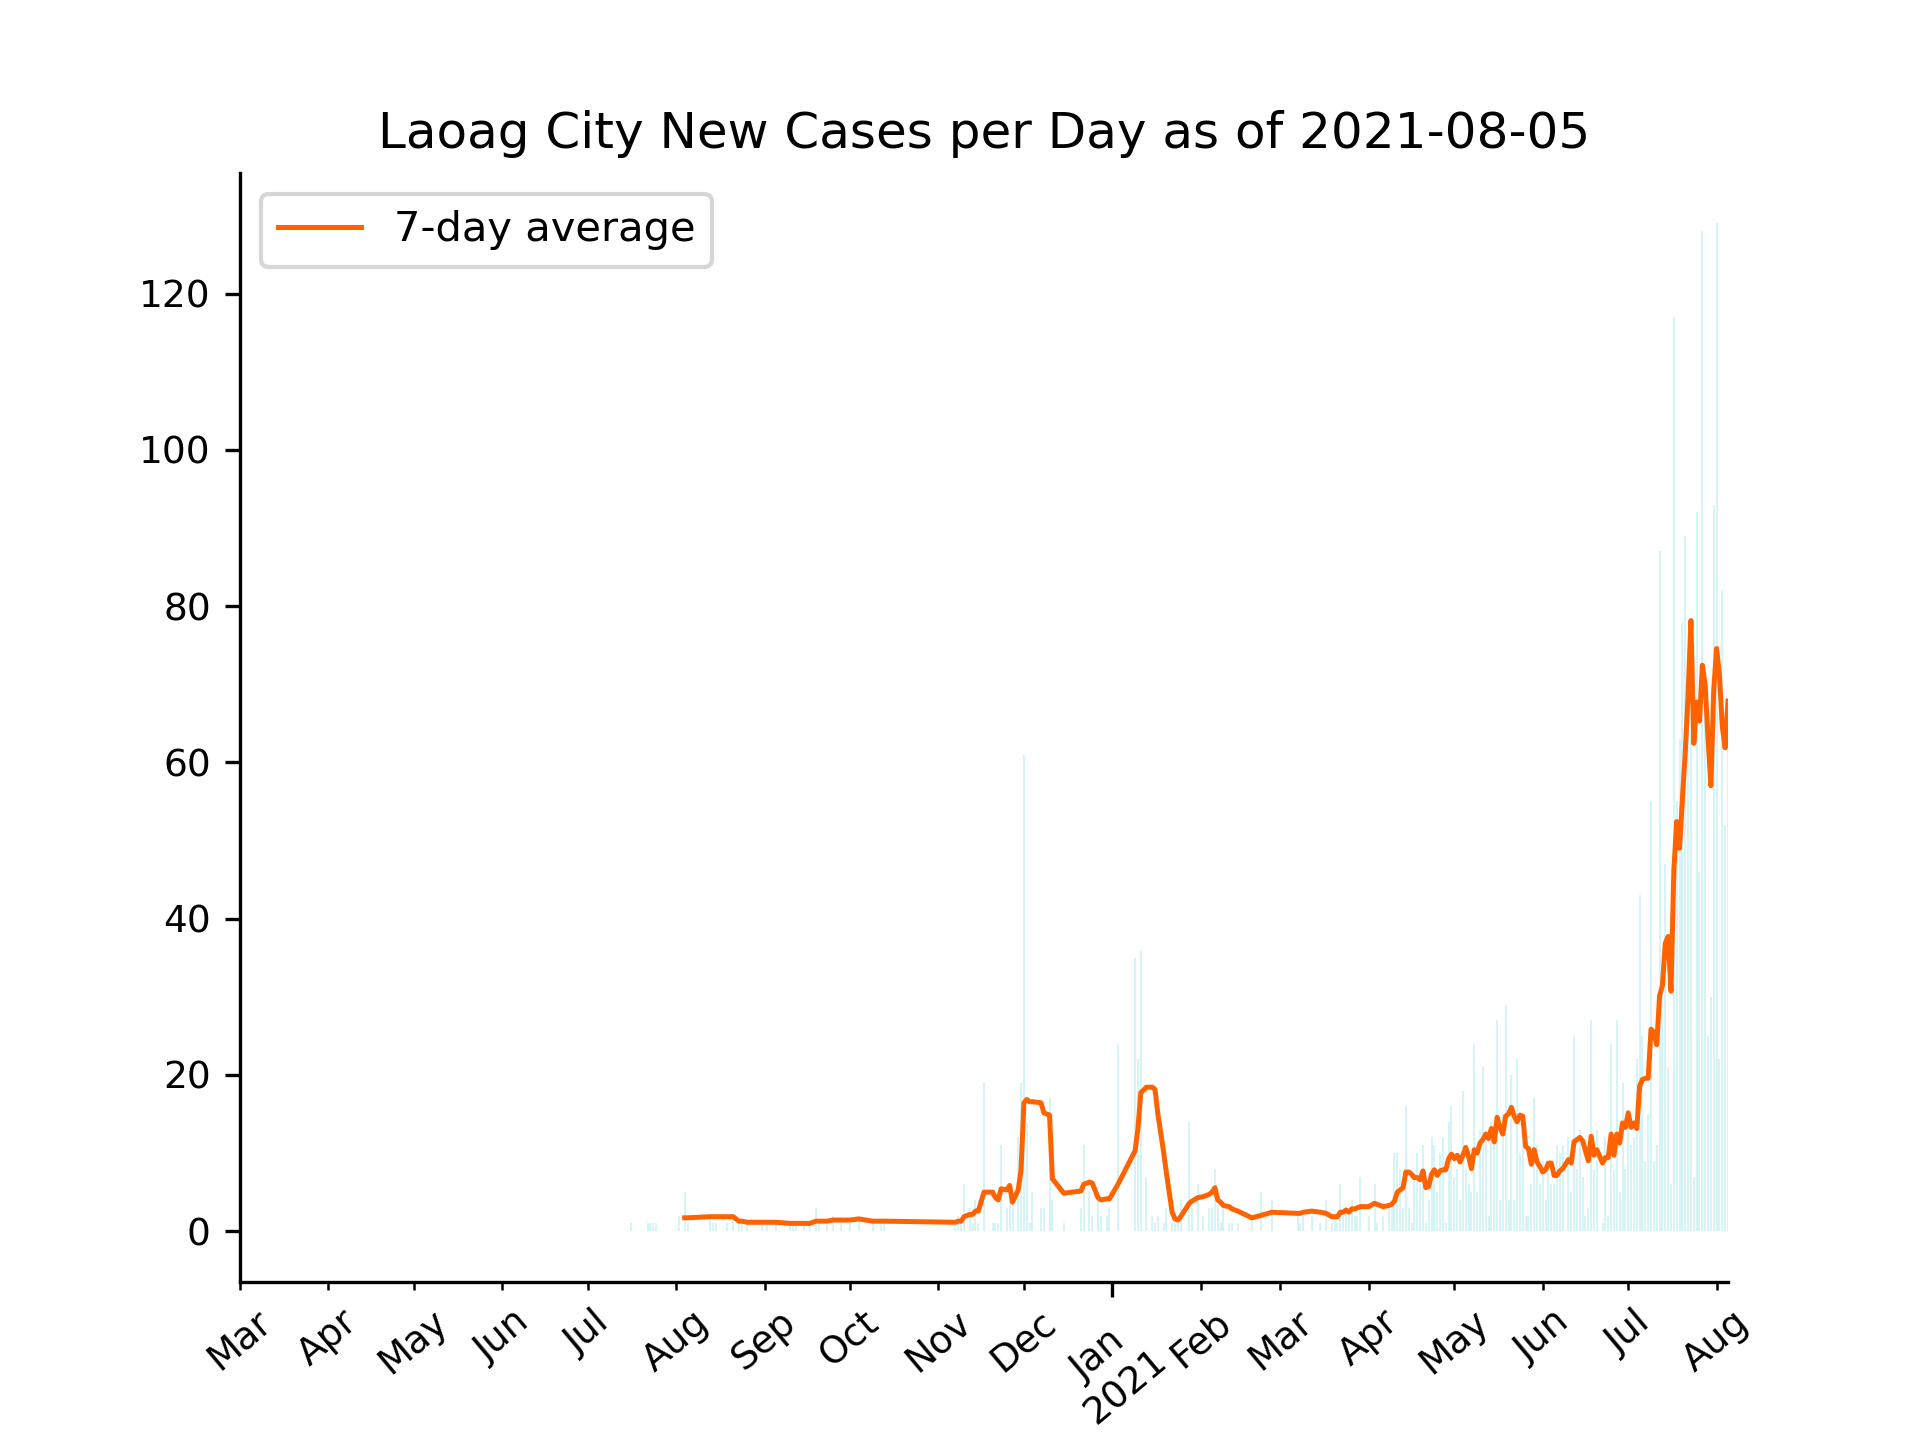 Laoag City New Cases per Day as of 2021-08-05
7-day average
120
100
80
60
40
20
0
Mar Apr May Jun Jul Aug Sep Oct Nov Dec Jan Feb Mar Apr May Jun Jul Aug
2021